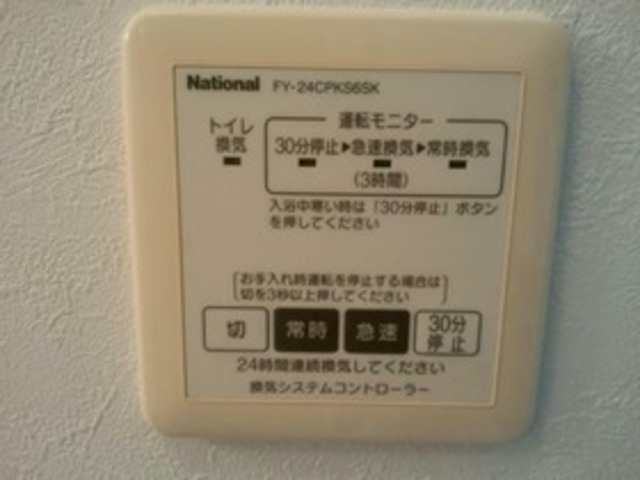 National FY-24CPKS6SK
トイレ
換気
運転モニター
30分停止▶急速換気▶常時換気
(3時間)
入浴中寒い時は「30分停止」ボタン
を押してください
お手入れ時運転を停止する場合は
切を3秒以上押してください
切 常時 急速 30分
停止
24時間連続換気してください
換気システムコントローラー